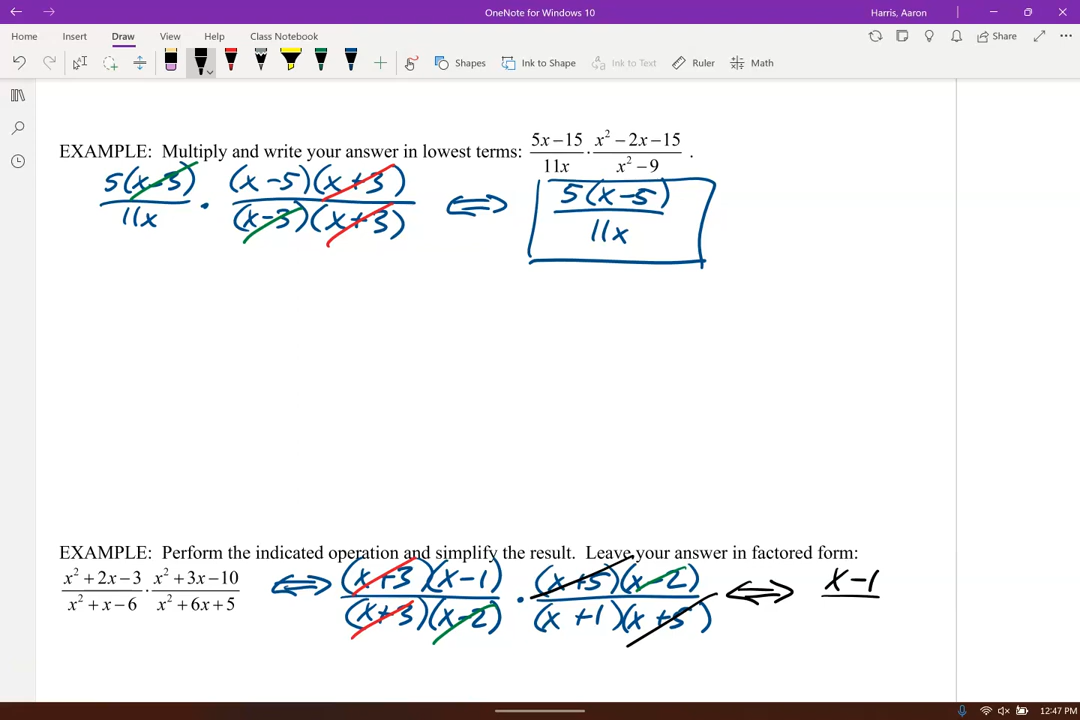 OneNote for Windows 10
Harris, Aaron
Home Insert Draw View Help Class Notebook Share
Shapes Ink to Shape Ink to Text Ruler Math
EXAMPLE: Multiply and write your answer in lowest terms: (5x − 15)/(11x) · (x² − 2x − 15)/(x² − 9) .
5(x−3)/11x · (x−5)(x+3)/(x−3)(x+3) ⟺ 5(x−5)/11x
EXAMPLE: Perform the indicated operation and simplify the result. Leave your answer in factored form:
(x² + 2x − 3)/(x² + x − 6) · (x² + 3x − 10)/(x² + 6x + 5) ⟺ (x+3)(x−1)/(x+3)(x−2) · (x+5)(x−2)/(x+1)(x+5) ⟺ x−1
12:47 PM